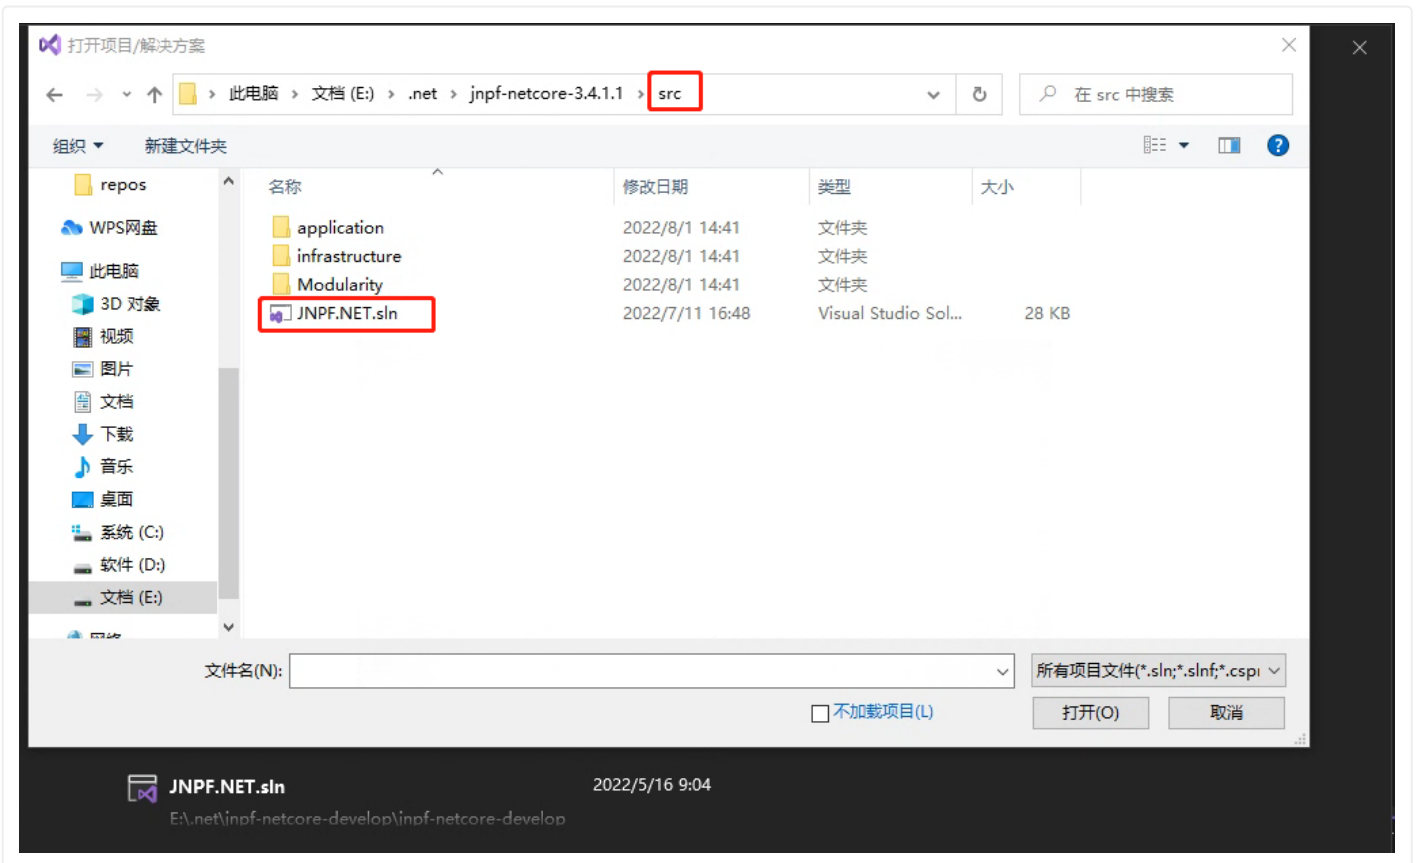 打开项目/解决方案
此电脑 › 文档 (E:) › .net › jnpf-netcore-3.4.1.1 › src
在 src 中搜索
组织 新建文件夹
名称 修改日期 类型 大小
repos
WPS网盘
此电脑
3D 对象
视频
图片
文档
下载
音乐
桌面
系统 (C:)
软件 (D:)
文档 (E:)
网络
application 2022/8/1 14:41 文件夹
infrastructure 2022/8/1 14:41 文件夹
Modularity 2022/8/1 14:41 文件夹
JNPF.NET.sln 2022/7/11 16:48 Visual Studio Sol... 28 KB
文件名(N):
所有项目文件(*.sln;*.slnf;*.csp
不加载项目(L)
打开(O) 取消
JNPF.NET.sln 2022/5/16 9:04
E:\.net\jnpf-netcore-develop\jnpf-netcore-develop